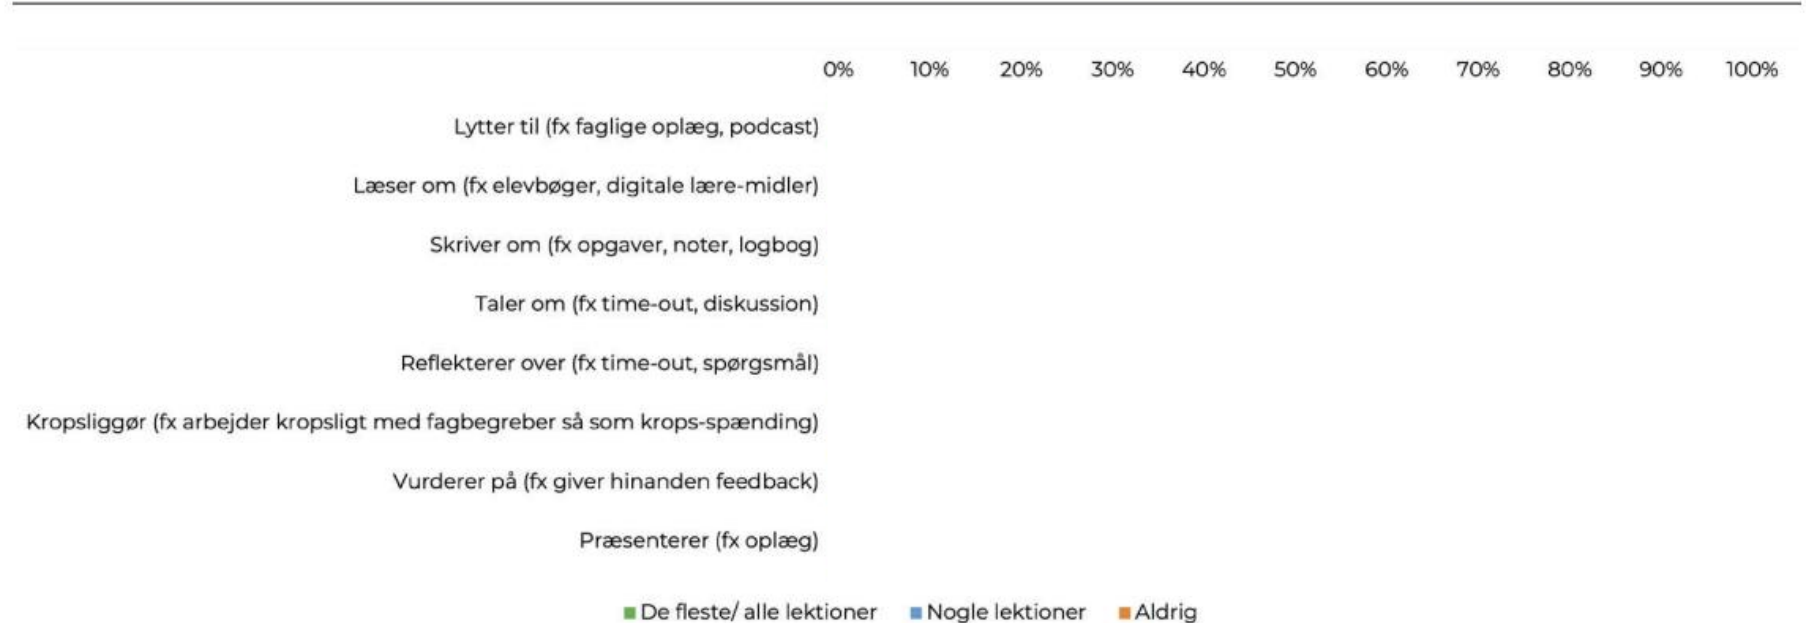 0% 10% 20% 30% 40% 50% 60% 70% 80% 90% 100%
Lytter til (fx faglige oplæg, podcast)
Læser om (fx elevbøger, digitale lære-midler)
Skriver om (fx opgaver, noter, logbog)
Taler om (fx time-out, diskussion)
Reflekterer over (fx time-out, spørgsmål)
Kropsliggør (fx arbejder kropsligt med fagbegreber så som krops-spænding)
Vurderer på (fx giver hinanden feedback)
Præsenterer (fx oplæg)
De fleste/ alle lektioner Nogle lektioner Aldrig